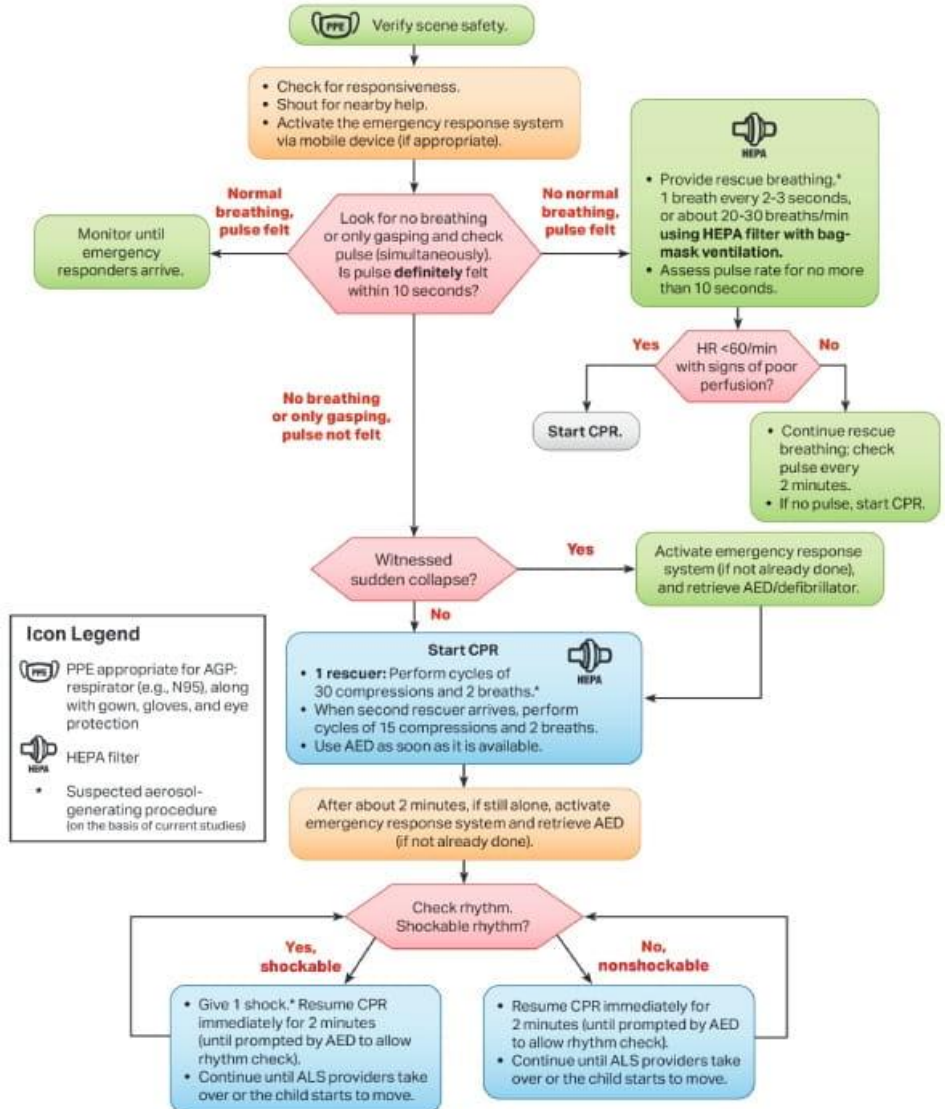 PPE
Verify scene safety.
• Check for responsiveness.
• Shout for nearby help.
• Activate the emergency response system
via mobile device (if appropriate).
HEPA
• Provide rescue breathing.*
1 breath every 2-3 seconds,
or about 20-30 breaths/min
using HEPA filter with bag-
mask ventilation.
• Assess pulse rate for no more
than 10 seconds.
Normal
breathing,
pulse felt
Look for no breathing
or only gasping and check
pulse (simultaneously).
Is pulse definitely felt
within 10 seconds?
No normal
breathing,
pulse felt
Monitor until
emergency
responders arrive.
Yes
HR <60/min
with signs of poor
perfusion?
No
Start CPR.
• Continue rescue
breathing; check
pulse every
2 minutes.
• If no pulse, start CPR.
No breathing
or only gasping,
pulse not felt
Witnessed
sudden collapse?
Yes
Activate emergency response
system (if not already done),
and retrieve AED/defibrillator.
No
Start CPR
HEPA
• 1 rescuer: Perform cycles of
30 compressions and 2 breaths.*
• When second rescuer arrives, perform
cycles of 15 compressions and 2 breaths.
• Use AED as soon as it is available.
Icon Legend
PPE
PPE appropriate for AGP:
respirator (e.g., N95), along
with gown, gloves, and eye
protection
HEPA
HEPA filter
* Suspected aerosol-
generating procedure
(on the basis of current studies)
After about 2 minutes, if still alone, activate
emergency response system and retrieve AED
(if not already done).
Check rhythm.
Shockable rhythm?
Yes,
shockable
No,
nonshockable
• Give 1 shock.* Resume CPR
immediately for 2 minutes
(until prompted by AED to allow
rhythm check).
• Continue until ALS providers take
over or the child starts to move.
• Resume CPR immediately for
2 minutes (until prompted by AED
to allow rhythm check).
• Continue until ALS providers take
over or the child starts to move.